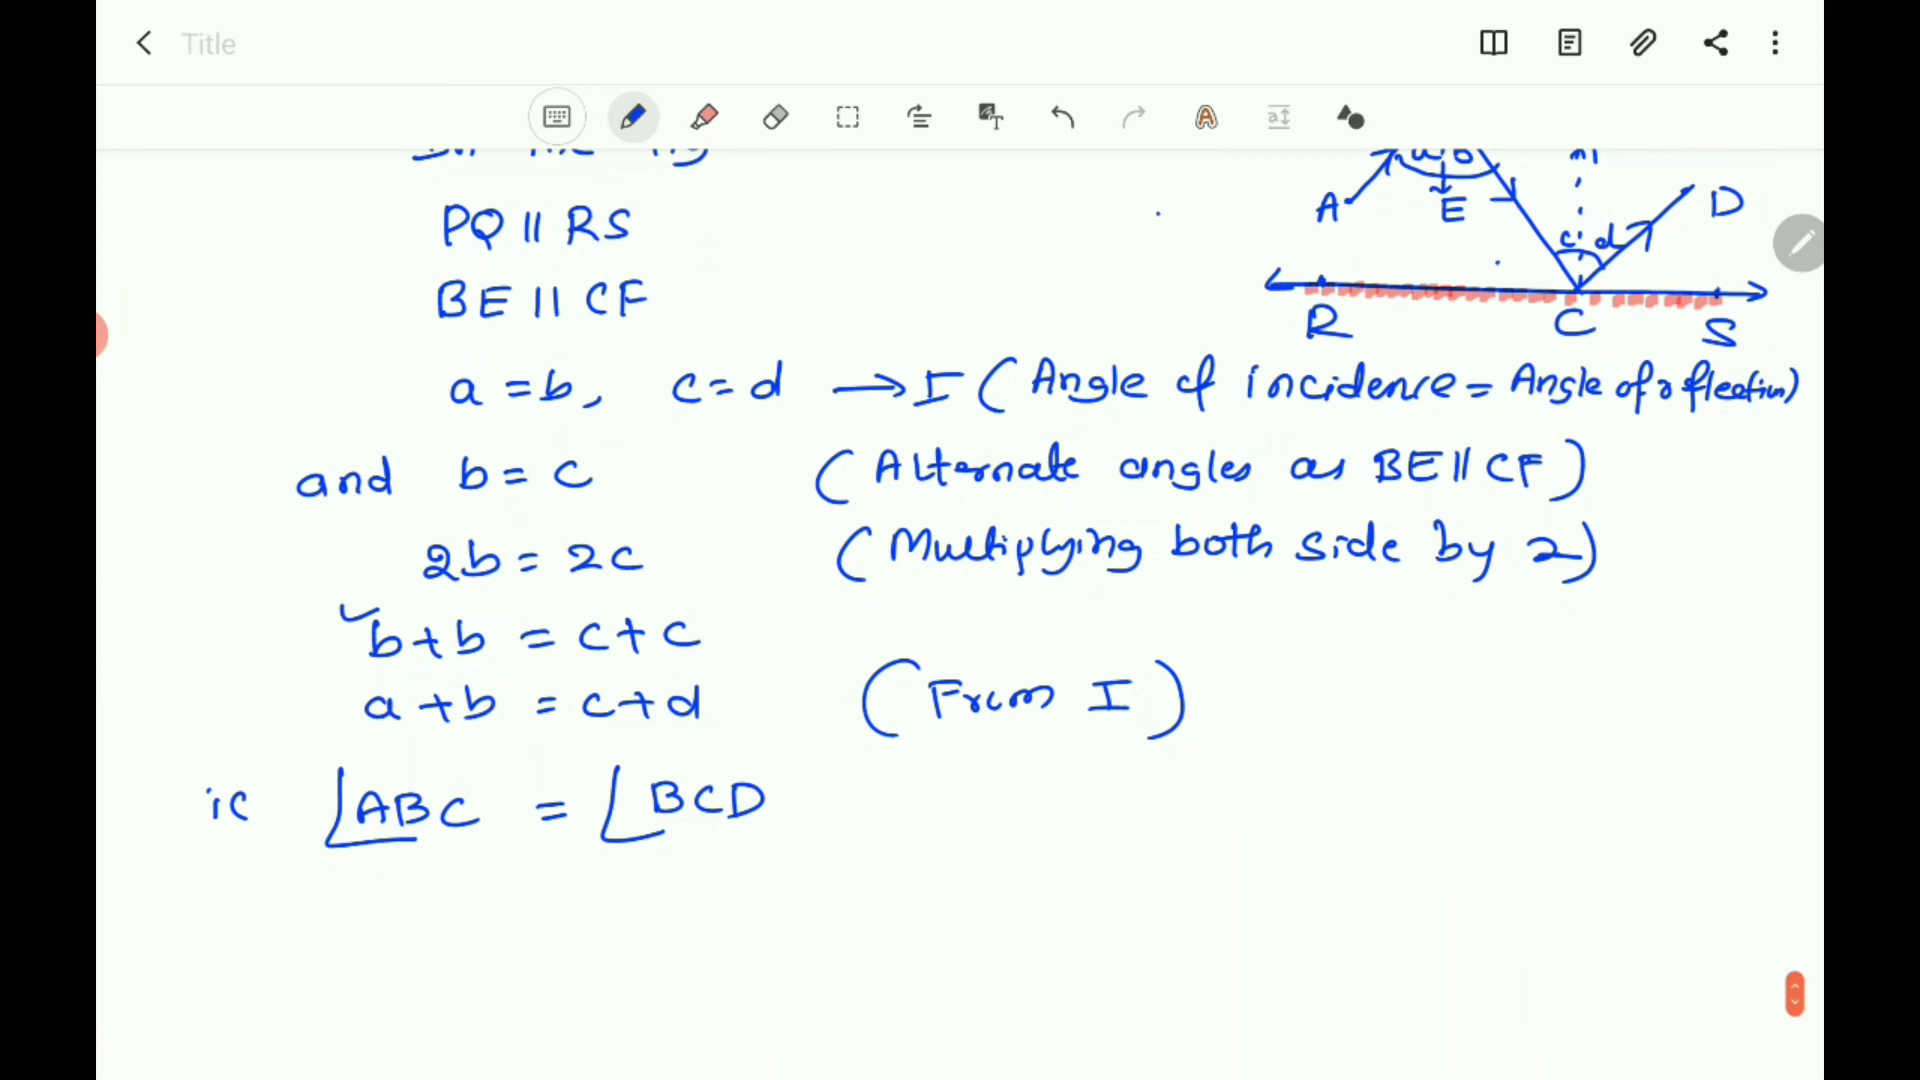 Title
PQ || RS
BE || CF
a = b, c = d → I (Angle of incidence = Angle of reflection)
and b = c (Alternate angles as BE || CF)
2b = 2c (Multiplying both side by 2)
b + b = c + c
a + b = c + d (From I)
ie ∠ABC = ∠BCD
a b
A E D
c d
R C S